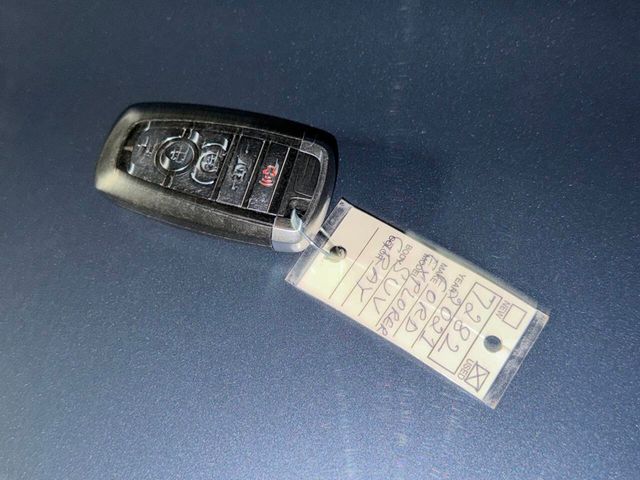 NEW USED
7282
YEAR 2021
MAKE FORD
MODEL EXPLORER
BODY SUV
COLOR GRAY